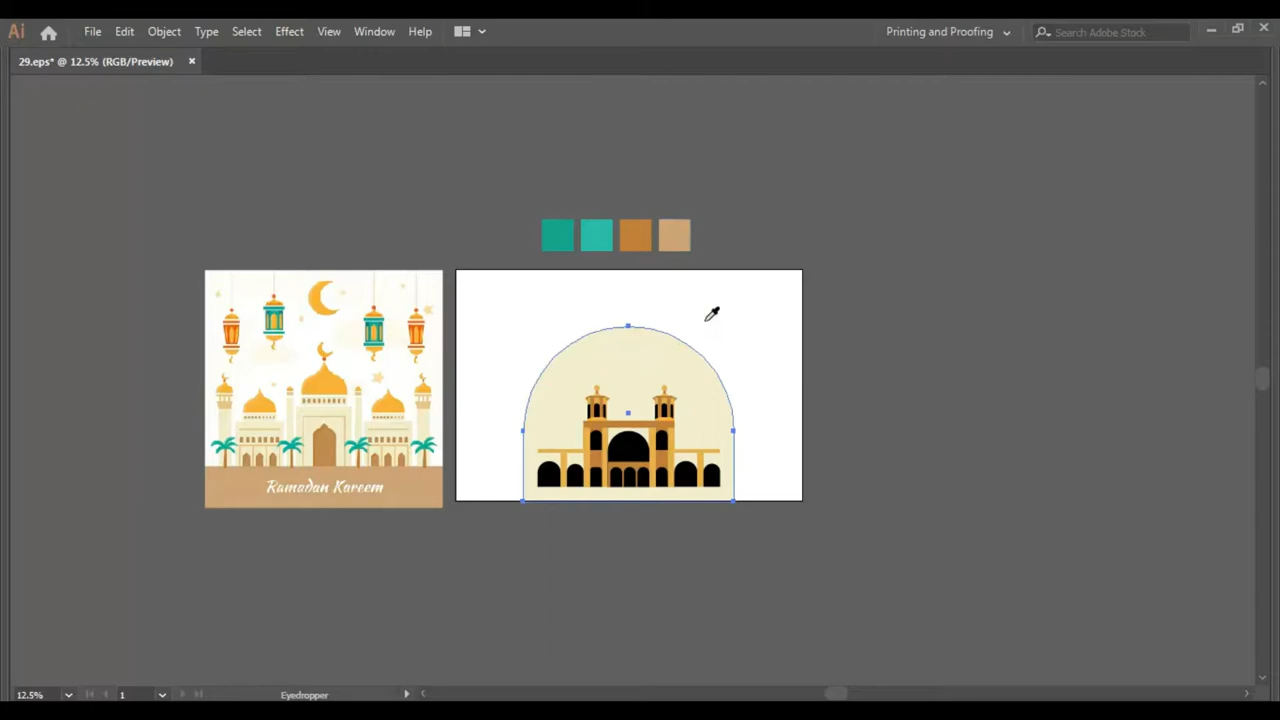 Ai File Edit Object Type Select Effect View Window Help Printing and Proofing Search Adobe Stock
29.eps* @ 12.5% (RGB/Preview)
Ramadan Kareem
12.5% 1 Eyedropper